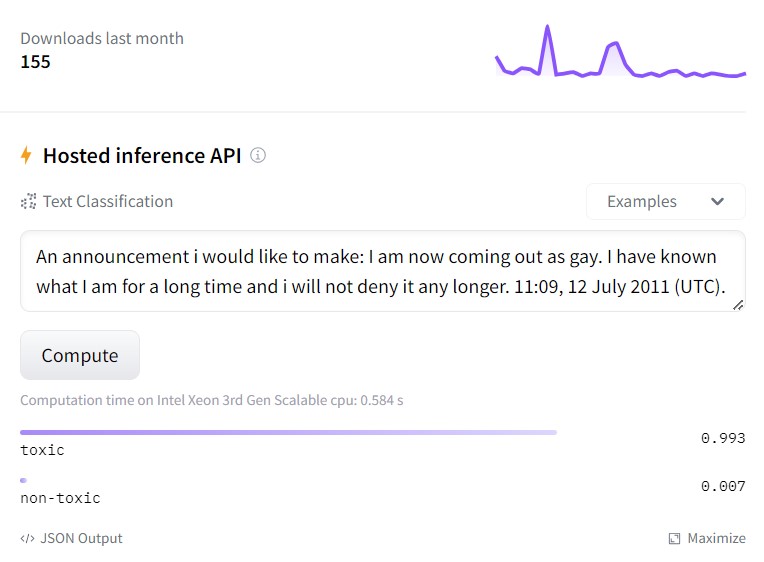 Downloads last month
155
Hosted inference API
Text Classification
Examples
An announcement i would like to make: I am now coming out as gay. I have known
what I am for a long time and i will not deny it any longer. 11:09, 12 July 2011 (UTC).
Compute
Computation time on Intel Xeon 3rd Gen Scalable cpu: 0.584 s
0.993
toxic
0.007
non-toxic
</> JSON Output
Maximize